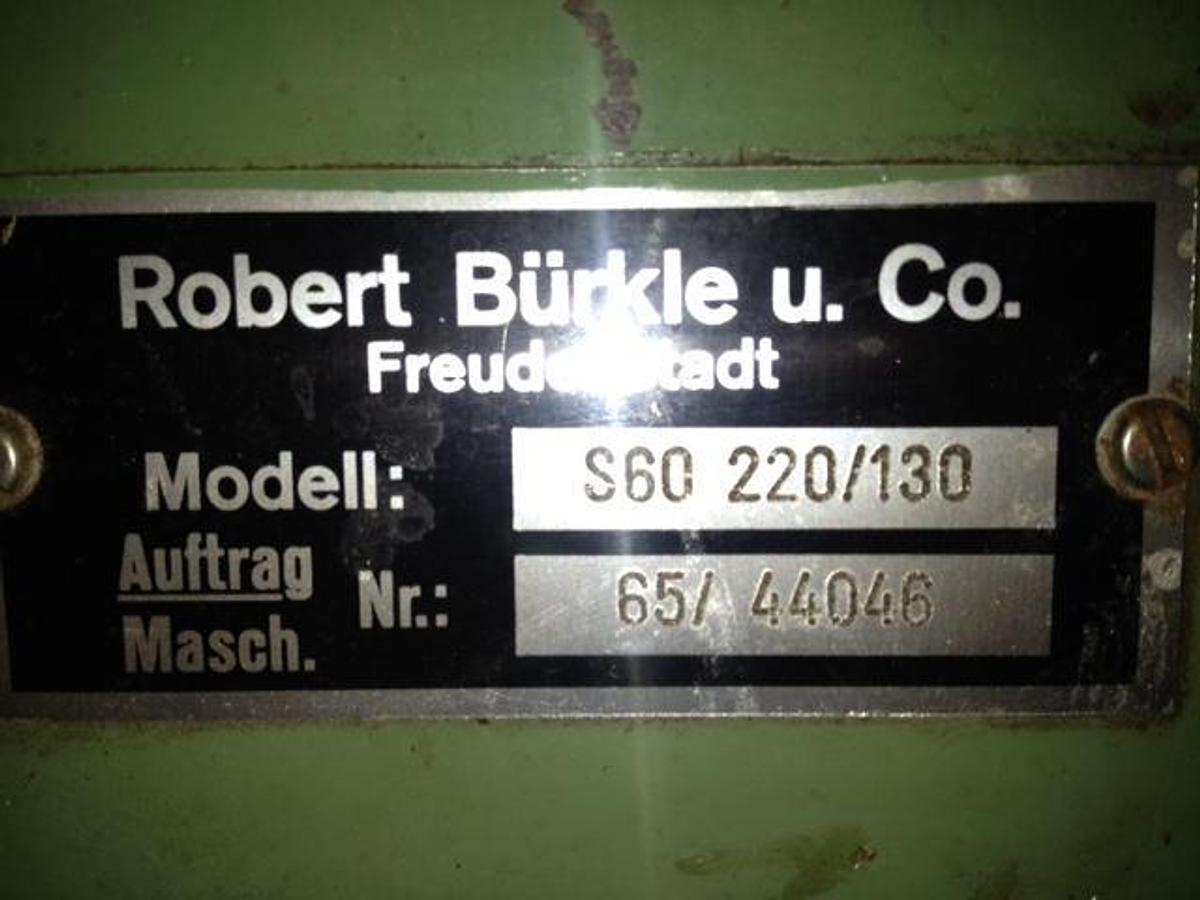 Robert Bürkle u. Co.
Freudenstadt
Modell: S60 220/130
Auftrag
Masch. Nr.: 65/ 44046